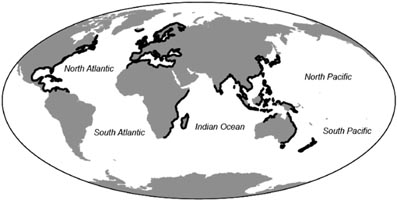 North Atlantic
North Pacific
South Atlantic
Indian Ocean
South Pacific